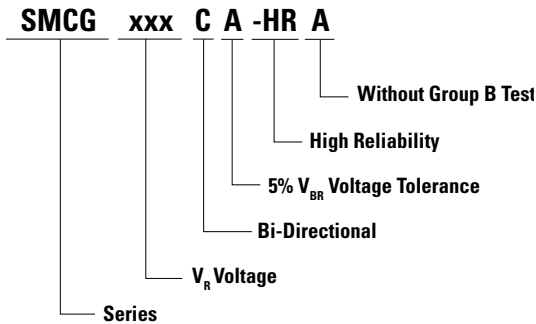 SMCG xxx C A -HR A
Without Group B Test
High Reliability
5% VBR Voltage Tolerance
Bi-Directional
VR Voltage
Series